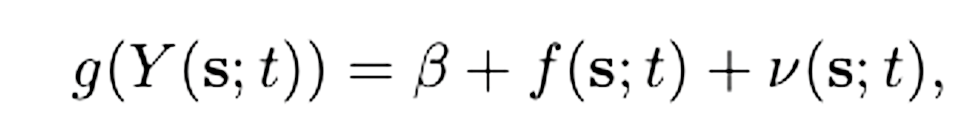 g(Y(s; t)) = β + f(s; t) + ν(s; t),